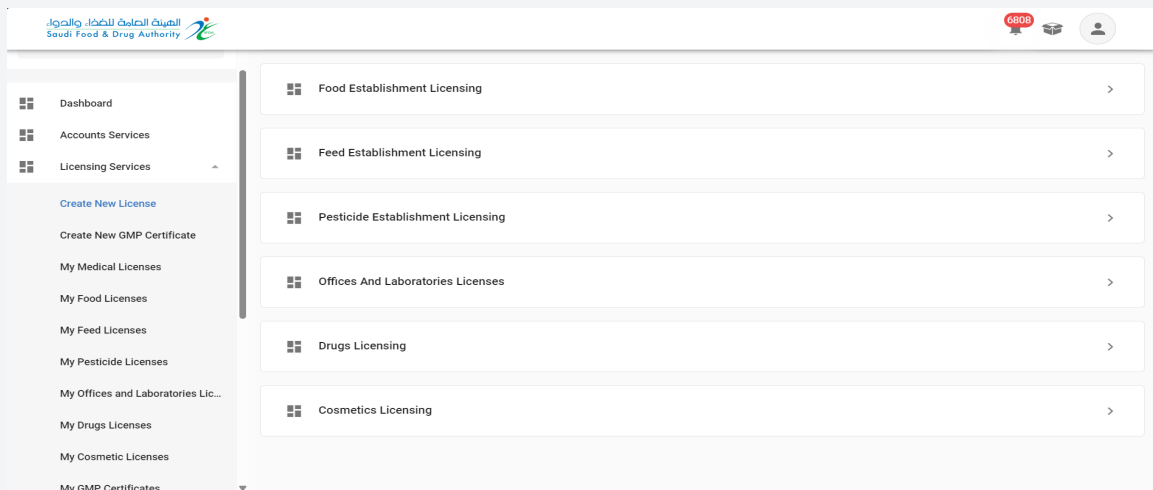 الهيئة العامة للغذاء والدواء
Saudi Food & Drug Authority
6808
Dashboard
Accounts Services
Licensing Services
Create New License
Create New GMP Certificate
My Medical Licenses
My Food Licenses
My Feed Licenses
My Pesticide Licenses
My Offices and Laboratories Lic...
My Drugs Licenses
My Cosmetic Licenses
My GMP Certificates
Food Establishment Licensing
Feed Establishment Licensing
Pesticide Establishment Licensing
Offices And Laboratories Licenses
Drugs Licensing
Cosmetics Licensing